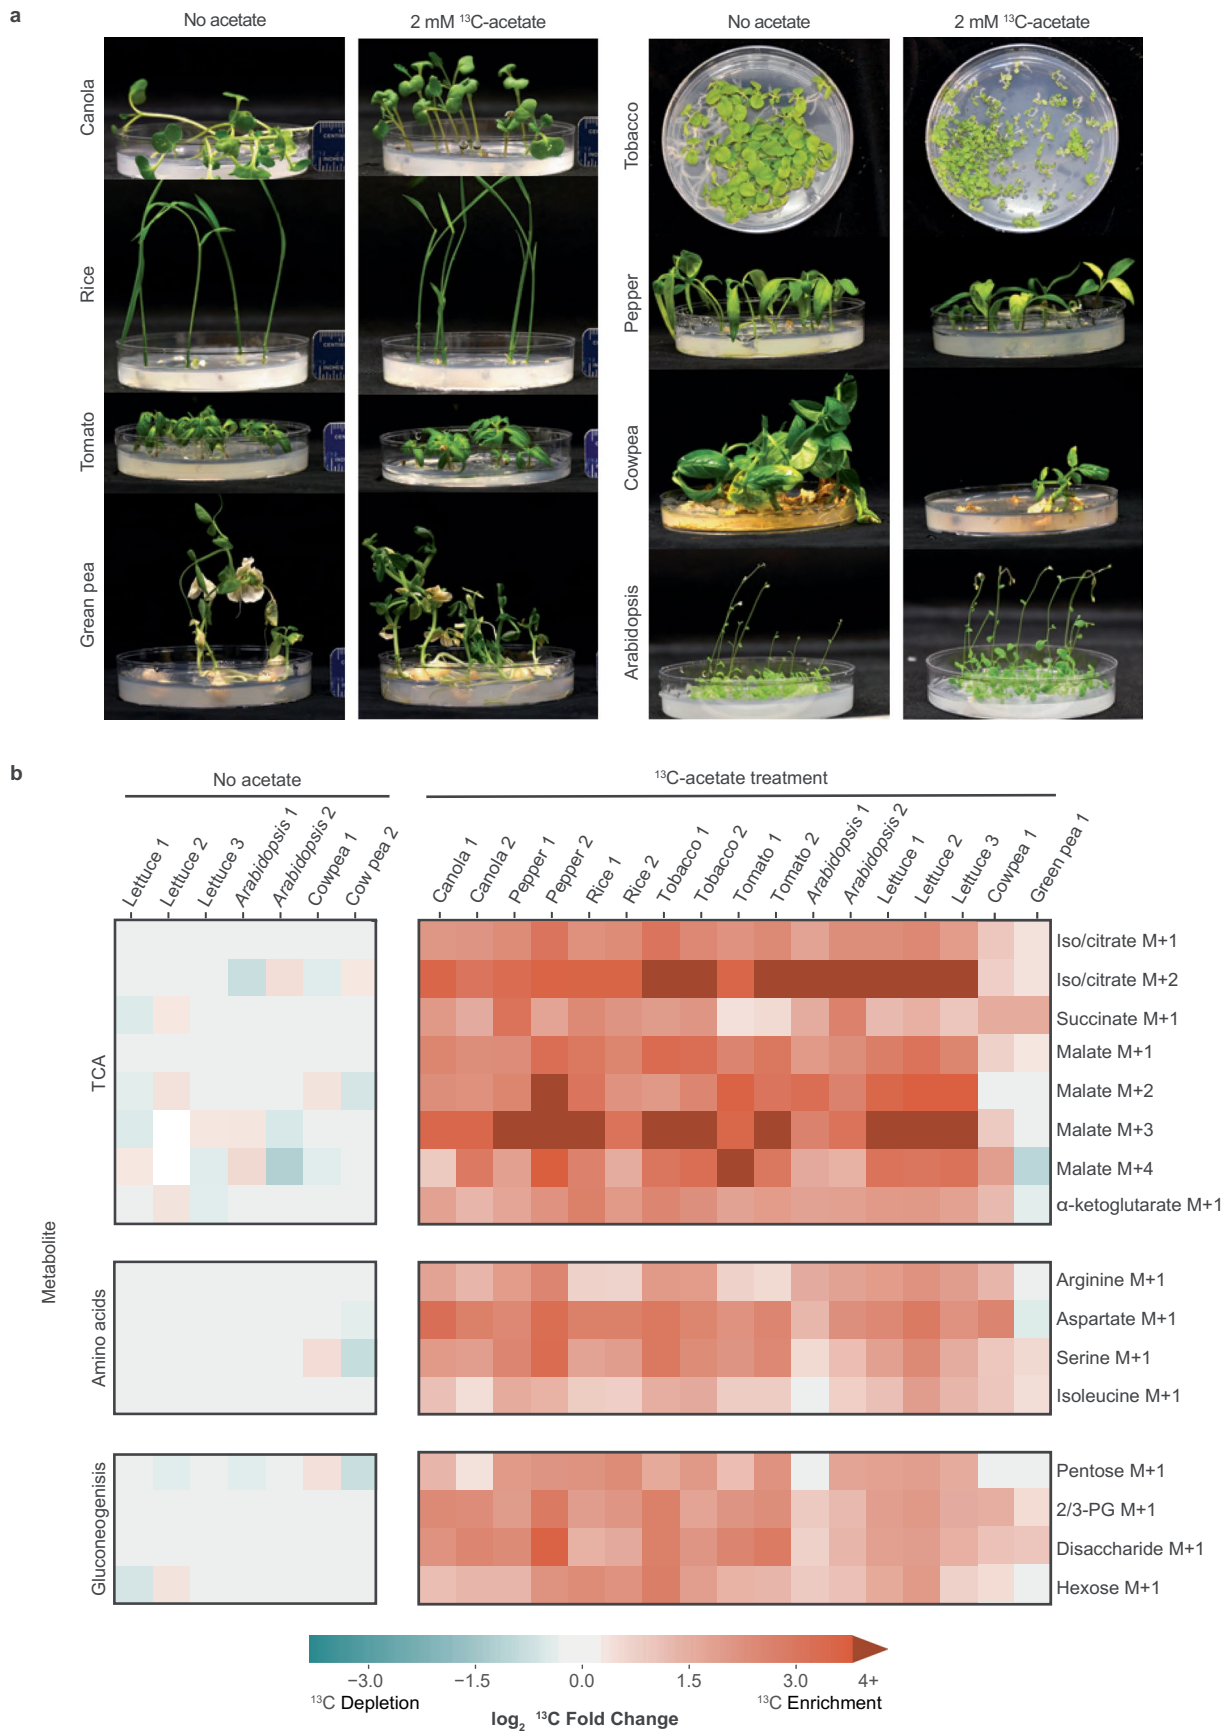 a
No acetate
2 mM ¹³C-acetate
No acetate
2 mM ¹³C-acetate
Canola
Rice
Tomato
Grean pea
Tobacco
Pepper
Cowpea
Arabidopsis
CENTIM
INCHES
b
No acetate
¹³C-acetate treatment
Lettuce 1
Lettuce 2
Lettuce 3
Arabidopsis 1
Arabidopsis 2
Cowpea 1
Cow pea 2
Canola 1
Canola 2
Pepper 1
Pepper 2
Rice 1
Rice 2
Tobacco 1
Tobacco 2
Tomato 1
Tomato 2
Arabidopsis 1
Arabidopsis 2
Lettuce 1
Lettuce 2
Lettuce 3
Cowpea 1
Green pea 1
Metabolite
TCA
Iso/citrate M+1
Iso/citrate M+2
Succinate M+1
Malate M+1
Malate M+2
Malate M+3
Malate M+4
α-ketoglutarate M+1
Amino acids
Arginine M+1
Aspartate M+1
Serine M+1
Isoleucine M+1
Gluconeogenisis
Pentose M+1
2/3-PG M+1
Disaccharide M+1
Hexose M+1
−3.0
−1.5
0.0
1.5
3.0
4+
¹³C Depletion
¹³C Enrichment
log₂ ¹³C Fold Change